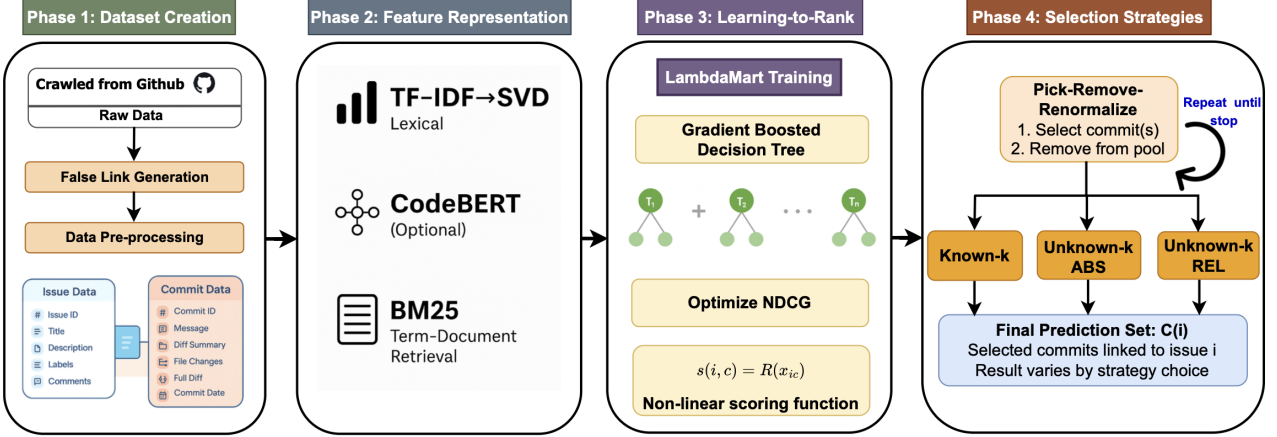 Phase 1: Dataset Creation
Crawled from Github
Raw Data
False Link Generation
Data Pre-processing
Issue Data
# Issue ID
Title
Description
Labels
Comments
Commit Data
# Commit ID
Message
Diff Summary
File Changes
Full Diff
Commit Date
Phase 2: Feature Representation
TF-IDF→SVD
Lexical
CodeBERT
(Optional)
BM25
Term-Document
Retrieval
Phase 3: Learning-to-Rank
LambdaMart Training
Gradient Boosted
Decision Tree
T1 + T2 ... Tn
Optimize NDCG
s(i, c) = R(x_ic)
Non-linear scoring function
Phase 4: Selection Strategies
Pick-Remove-
Renormalize
1. Select commit(s)
2. Remove from pool
Repeat until
stop
Known-k
Unknown-k
ABS
Unknown-k
REL
Final Prediction Set: C(i)
Selected commits linked to issue i
Result varies by strategy choice